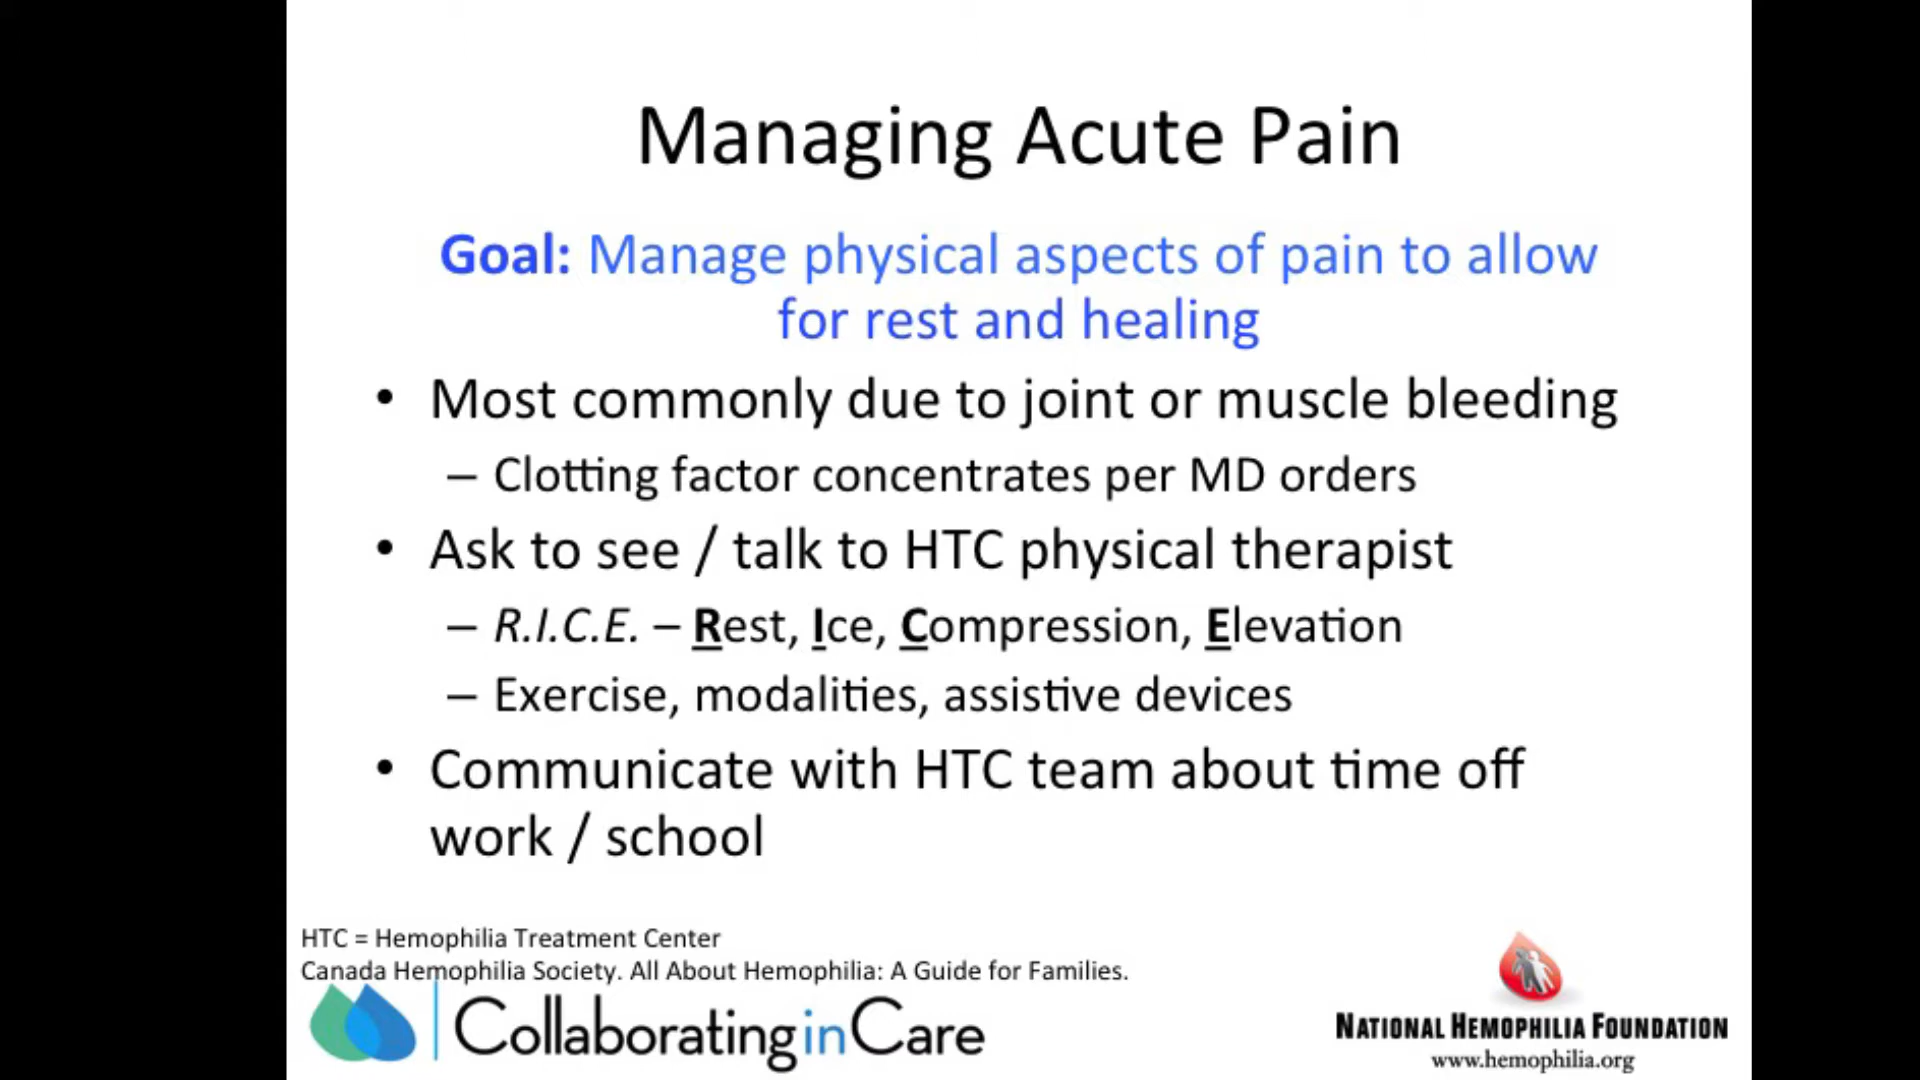 Managing Acute Pain
Goal: Manage physical aspects of pain to allow
for rest and healing
• Most commonly due to joint or muscle bleeding
– Clotting factor concentrates per MD orders
• Ask to see / talk to HTC physical therapist
– R.I.C.E. – Rest, Ice, Compression, Elevation
– Exercise, modalities, assistive devices
• Communicate with HTC team about time off
work / school
HTC = Hemophilia Treatment Center
Canada Hemophilia Society. All About Hemophilia: A Guide for Families.
CollaboratinginCare
NATIONAL HEMOPHILIA FOUNDATION
www.hemophilia.org